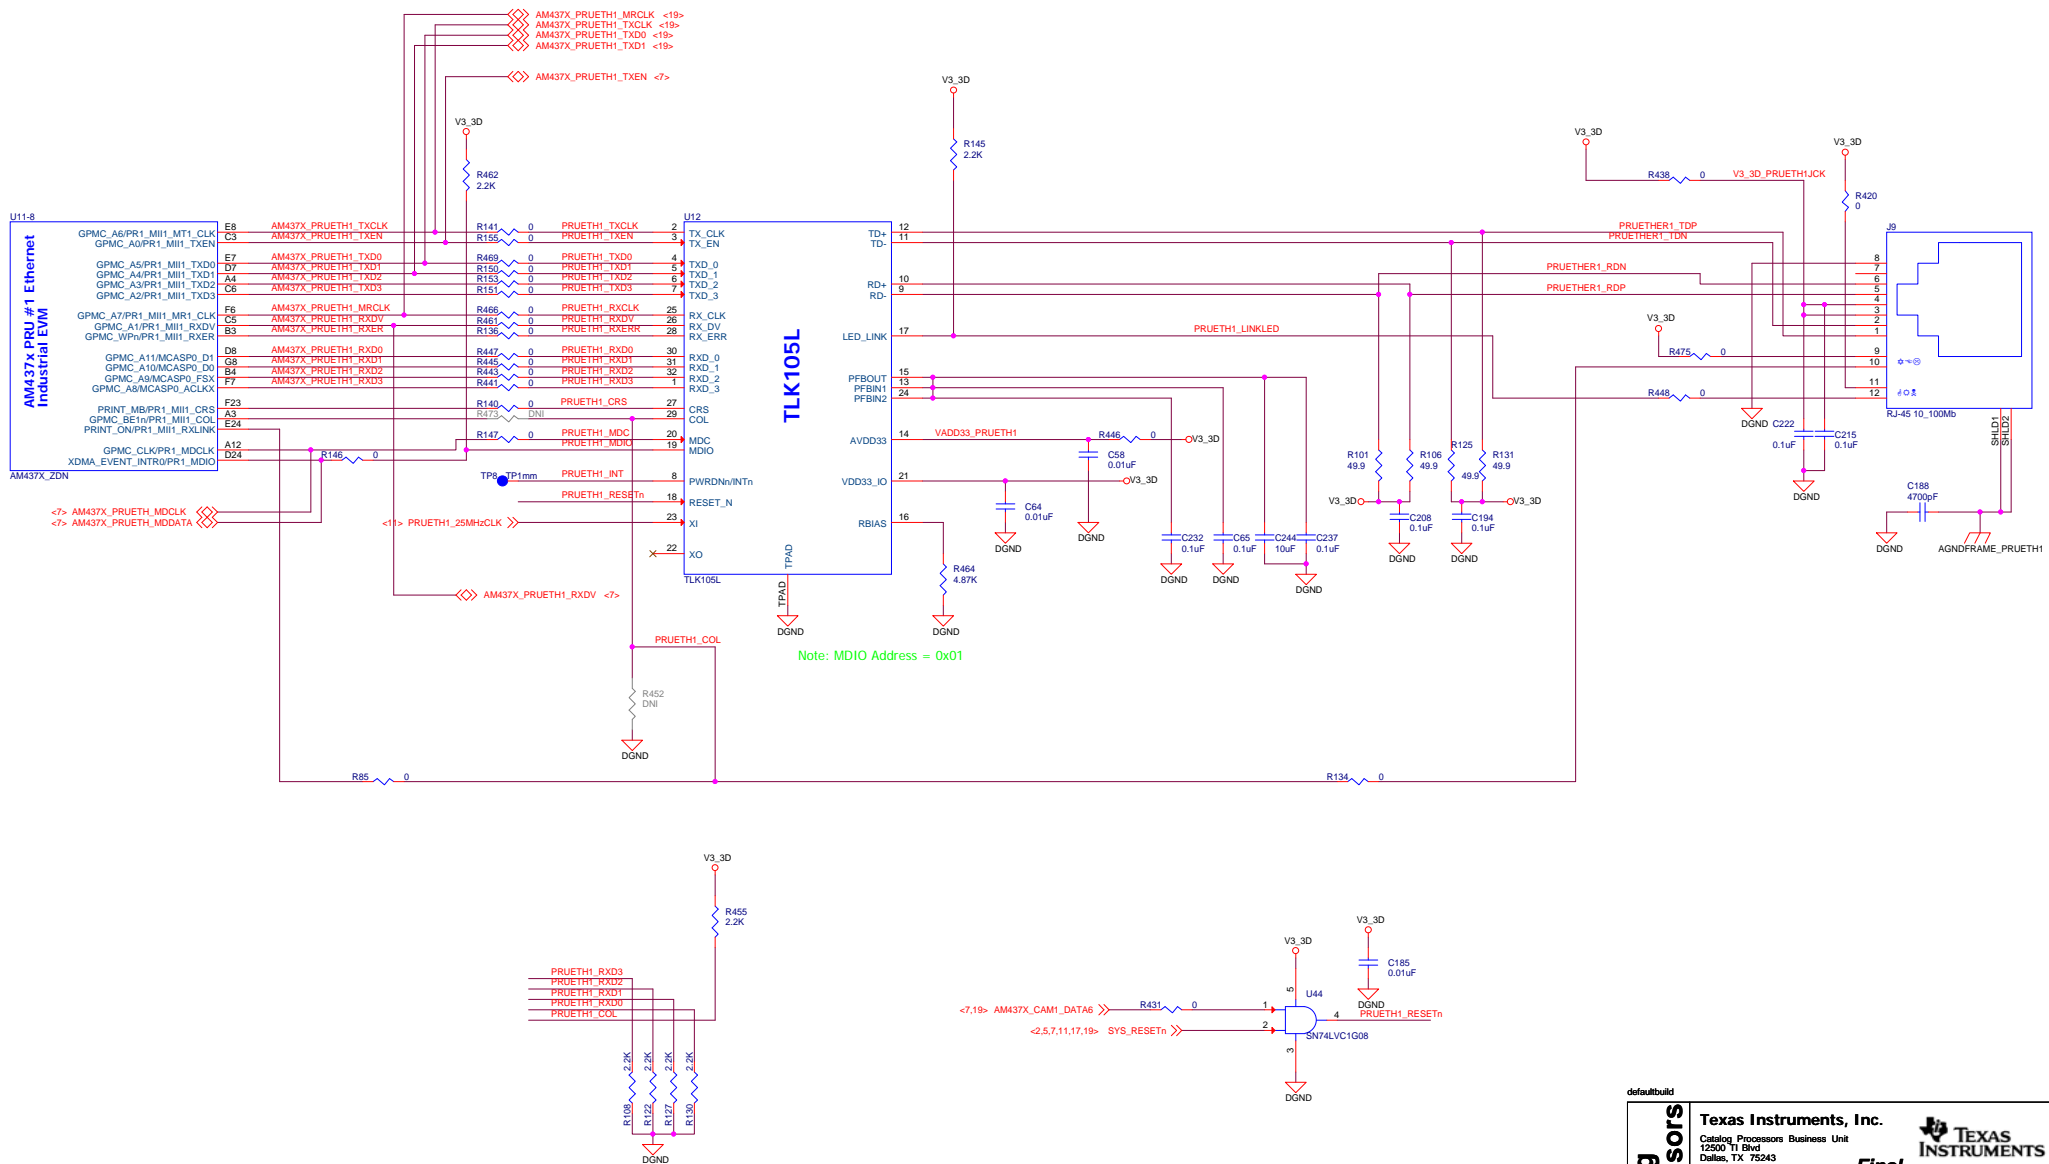 AM437X_PRUETH1_MRCLK <19>
AM437X_PRUETH1_TXCLK <19>
AM437X_PRUETH1_TXD0 <19>
AM437X_PRUETH1_TXD1 <19>
AM437X_PRUETH1_TXEN <7>
V3_3D
R462
2.2K
V3_3D
R145
2.2K
V3_3D
R438 0 V3_3D_PRUETH1JCK
V3_3D
R420
0
U11-8
AM437x PRU #1 Ethernet
Industrial EVM
GPMC_A6/PR1_MII1_MT1_CLK E8 AM437X_PRUETH1_TXCLK R141 0 PRUETH1_TXCLK 2 TX_CLK
GPMC_A0/PR1_MII1_TXEN C3 AM437X_PRUETH1_TXEN R155 0 PRUETH1_TXEN 3 TX_EN
GPMC_A5/PR1_MII1_TXD0 E7 AM437X_PRUETH1_TXD0 R469 0 PRUETH1_TXD0 4 TXD_0
GPMC_A4/PR1_MII1_TXD1 D7 AM437X_PRUETH1_TXD1 R150 0 PRUETH1_TXD1 5 TXD_1
GPMC_A3/PR1_MII1_TXD2 A4 AM437X_PRUETH1_TXD2 R153 0 PRUETH1_TXD2 6 TXD_2
GPMC_A2/PR1_MII1_TXD3 C6 AM437X_PRUETH1_TXD3 R151 0 PRUETH1_TXD3 7 TXD_3
GPMC_A7/PR1_MII1_MR1_CLK F6 AM437X_PRUETH1_MRCLK R466 0 PRUETH1_RXCLK 25 RX_CLK
GPMC_A1/PR1_MII1_RXDV C5 AM437X_PRUETH1_RXDV R461 0 PRUETH1_RXDV 26 RX_DV
GPMC_WPn/PR1_MII1_RXER B3 AM437X_PRUETH1_RXER R136 0 PRUETH1_RXERR 28 RX_ERR
GPMC_A11/MCASP0_D1 D8 AM437X_PRUETH1_RXD0 R447 0 PRUETH1_RXD0 30 RXD_0
GPMC_A10/MCASP0_D0 G8 AM437X_PRUETH1_RXD1 R445 0 PRUETH1_RXD1 31 RXD_1
GPMC_A9/MCASP0_FSX B4 AM437X_PRUETH1_RXD2 R443 0 PRUETH1_RXD2 32 RXD_2
GPMC_A8/MCASP0_ACLKX F7 AM437X_PRUETH1_RXD3 R441 0 PRUETH1_RXD3 1 RXD_3
PRINT_MB/PR1_MII1_CRS F23 R140 0 PRUETH1_CRS 27 CRS
GPMC_BE1n/PR1_MII1_COL A3 R473 DNI 29 COL
PRINT_ON/PR1_MII1_RXLINK E24
R147 0 PRUETH1_MDC 20 MDC
GPMC_CLK/PR1_MDCLK A12 PRUETH1_MDIO 19 MDIO
XDMA_EVENT_INTR0/PR1_MDIO D24 R146 0
AM437X_ZDN
TP8 TP1mm PRUETH1_INT 8 PWRDNn/INTn
PRUETH1_RESETn 18 RESET_N
<7> AM437X_PRUETH_MDCLK
<7> AM437X_PRUETH_MDDATA
<11> PRUETH1_25MHzCLK 23 XI
22 XO
U12
TLK105L
TLK105L
TPAD
TPAD
DGND
12 TD+
11 TD-
10 RD+
9 RD-
17 LED_LINK
15 PFBOUT
13 PFBIN1
24 PFBIN2
14 AVDD33
21 VDD33_IO
16 RBIAS
PRUETHER1_TDP
PRUETHER1_TDN
PRUETHER1_RDN
PRUETHER1_RDP
PRUETH1_LINKLED
VADD33_PRUETH1 R446 0 V3_3D
C58
0.01uF
DGND
V3_3D
C64
0.01uF
DGND
R464
4.87K
DGND
C232
0.1uF
DGND
C65
0.1uF
DGND
C244
10uF
C237
0.1uF
DGND
R101
49.9
R106
49.9
R125
49.9
R131
49.9
V3_3D
C208
0.1uF
DGND
C194
0.1uF
DGND
V3_3D
V3_3D
R475 0
R448 0
J9
8
7
6
5
4
3
2
1
9
10
11
12
RJ-45 10_100Mb
SHLD1
SHLD2
DGND
C222
0.1uF
C215
0.1uF
DGND
C188
4700pF
DGND
AGNDFRAME_PRUETH1
AM437X_PRUETH1_RXDV <7>
PRUETH1_COL
Note: MDIO Address = 0x01
R452
DNI
DGND
R85 0
R134 0
V3_3D
R455
2.2K
PRUETH1_RXD3
PRUETH1_RXD2
PRUETH1_RXD1
PRUETH1_RXD0
PRUETH1_COL
2.2K
2.2K
2.2K
2.2K
R108
R122
R127
R130
DGND
V3_3D
V3_3D
C185
0.01uF
DGND
U44
<7,19> AM437X_CAM1_DATA6 R431 0 1
<2,5,7,11,17,19> SYS_RESETn 2
5
4 PRUETH1_RESETn
3
SN74LVC1G08
DGND
defaultbuild
Texas Instruments, Inc.
Catalog Processors Business Unit
12500 TI Blvd
Dallas, TX 75243
TEXAS
INSTRUMENTS